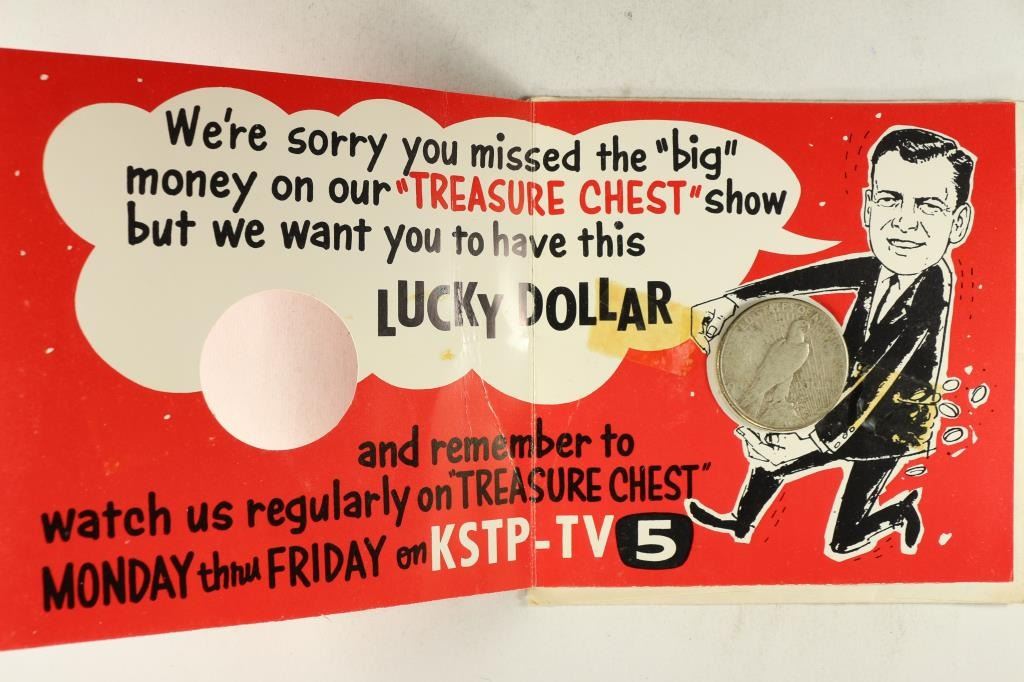 We're sorry you missed the "big"
money on our "TREASURE CHEST" show
but we want you to have this
LUCKY DOLLAR
and remember to
watch us regularly on "TREASURE CHEST"
MONDAY thru FRIDAY on KSTP-TV 5